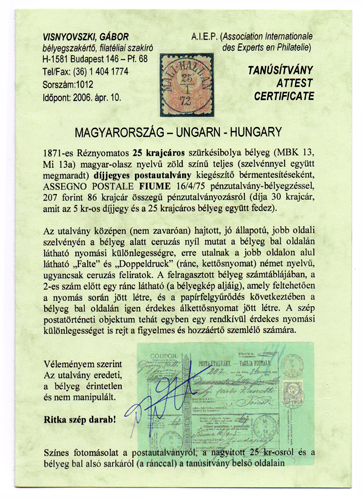 VISNYOVSZKI, GÁBOR
bélyegszakértő, filatéliai szakíró
H-1581 Budapest 146 – Pf. 68
Tel/Fax: (36) 1 404 1774
Sorszám:1012
Időpont: 2006. ápr. 10.
A.I.E.P. (Association Internationale
des Experts en Philatelie)
TANÚSÍTVÁNY
ATTEST
CERTIFICATE
25
1
72
MAGYARORSZÁG – UNGARN - HUNGARY
1871-es Réznyomatos 25 krajcáros szürkésibolya bélyeg (MBK 13,
Mi 13a) magyar-olasz nyelvű zöld színű teljes (szelvénnyel együtt
megmaradt) díjjegyes postautalvány kiegészítő bérmentesítéseként,
ASSEGNO POSTALE FIUME 16/4/75 pénzutalvány-bélyegzéssel,
207 forint 86 krajcár összegű pénzutalványozásról (díja 30 krajcár,
amit az 5 kr-os díjjegy és a 25 krajcáros bélyeg együtt fedez).
Az utalvány középen (nem zavaróan) hajtott, jó állapotú, jobb oldali
szelvényén a bélyeg alatt ceruzás nyíl mutat a bélyeg bal oldalán
látható nyomási különlegességre, erre utalnak a jobb oldalon alul
látható „Falte” és „Doppeldruck” (ránc, kettősnyomat) német nyelvű,
ugyancsak ceruzás feliratok. A felragasztott bélyeg számtáblájában, a
2-es szám előtt egy ránc látható (a bélyegkép aljáig), amely feltehetően
a nyomás során jött létre, és a papírfelgyűrődés következtében a
bélyeg bal oldalán igen érdekes álkettősnyomat jött létre. A szép
postatörténeti objektum tehát egyben egy rendkívül érdekes nyomási
különlegességet is rejt a figyelmes és hozzáértő szemlélő számára.
Véleményem szerint
Az utalvány eredeti,
a bélyeg érintetlen
és nem manipulált.
Ritka szép darab!
COUPON
Színes fotómásolat a postautalványról, a nagyított 25 kr-osról és a
bélyeg bal alsó sarkáról (a ránccal) a tanúsítvány belső oldalain